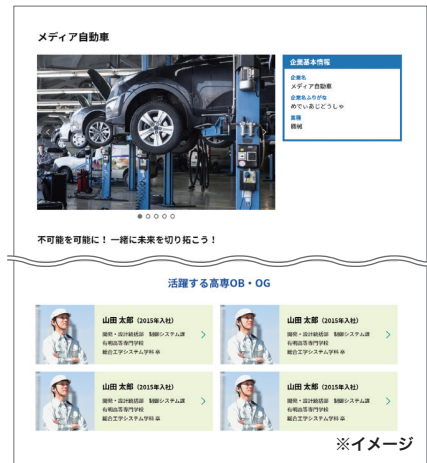 メディア自動車
企業基本情報
企業名
メディア自動車
企業名ふりがな
めでぃあじどうしゃ
業種
機械
不可能を可能に！一緒に未来を切り拓こう！
活躍する高専OB・OG
山田 太郎（2015年入社）
開発・設計統括部　制御システム課
有明高等専門学校
総合工学システム学科 卒
山田 太郎（2015年入社）
開発・設計統括部　制御システム課
有明高等専門学校
総合工学システム学科 卒
山田 太郎（2015年入社）
開発・設計統括部　制御システム課
有明高等専門学校
総合工学システム学科 卒
山田 太郎（2015年入社）
開発・設計統括部　制御システム課
有明高等専門学校
総合工学システム学科 卒
※イメージ